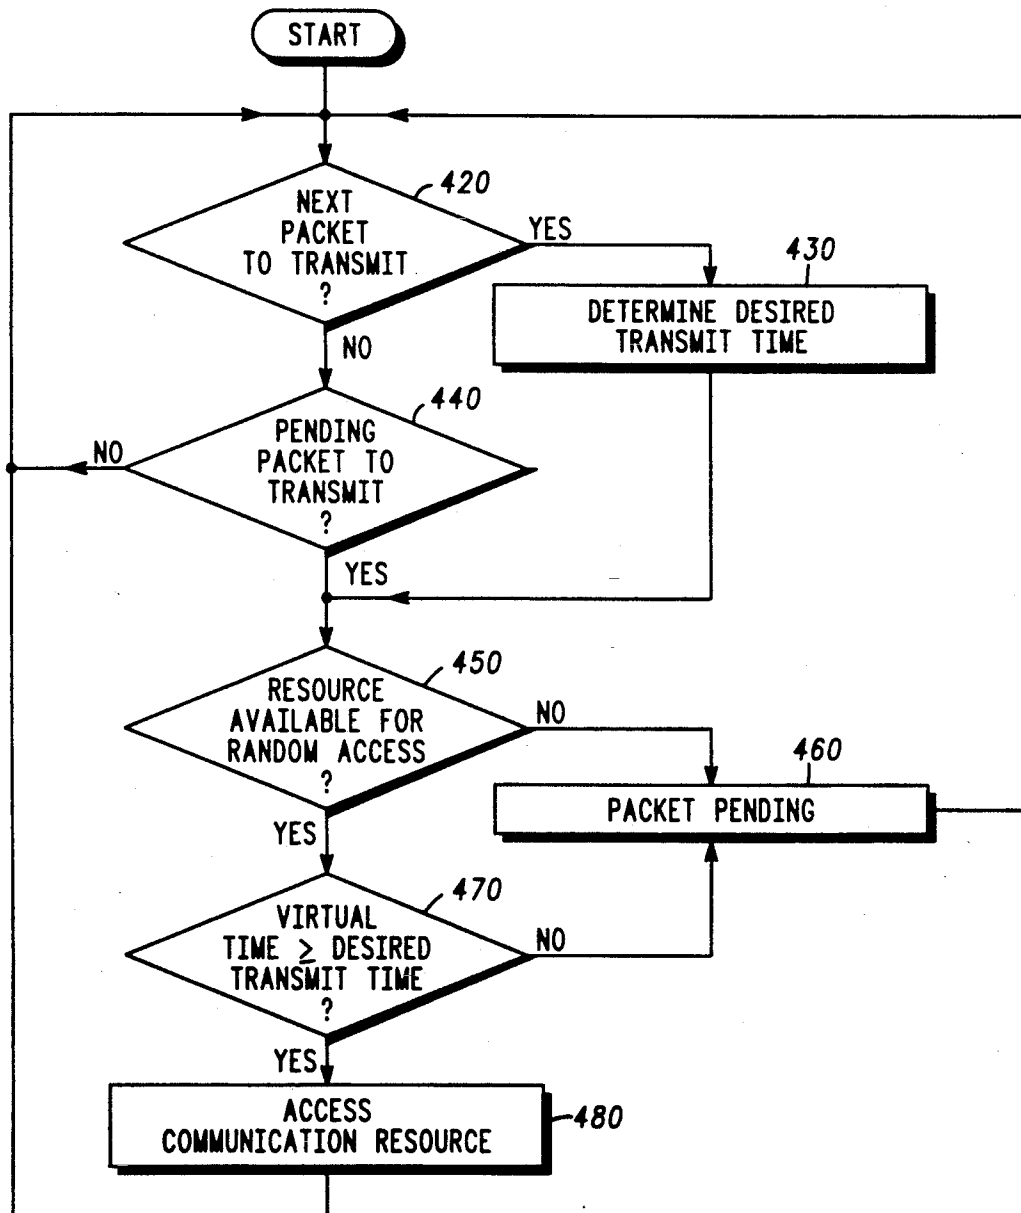 START
420
NEXT
PACKET
TO TRANSMIT
?
YES
430
DETERMINE DESIRED
TRANSMIT TIME
NO
440
PENDING
PACKET TO
TRANSMIT
?
NO
YES
450
RESOURCE
AVAILABLE FOR
RANDOM ACCESS
?
NO
460
PACKET PENDING
YES
470
VIRTUAL
TIME ≥ DESIRED
TRANSMIT TIME
?
NO
YES
ACCESS
COMMUNICATION RESOURCE
480